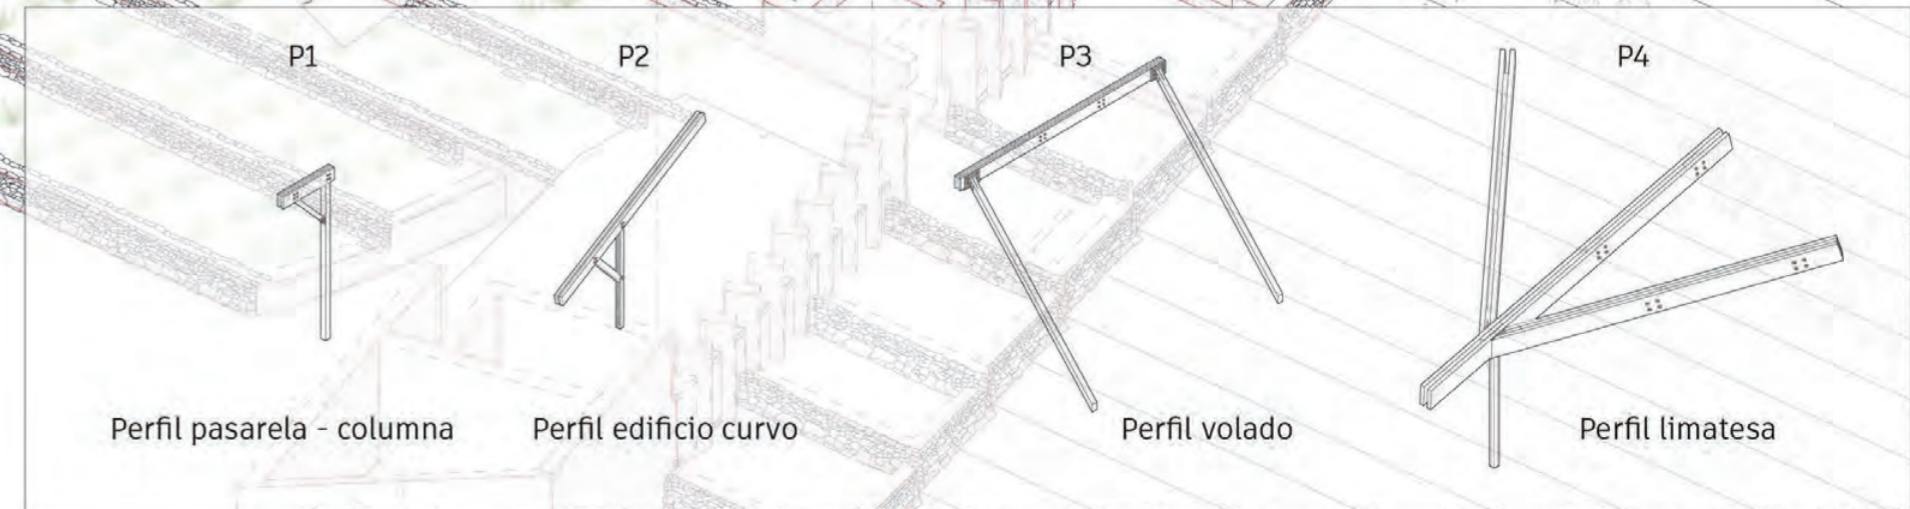 P1
P2
P3
P4
Perfil pasarela - columna
Perfil edificio curvo
Perfil volado
Perfil limatesa